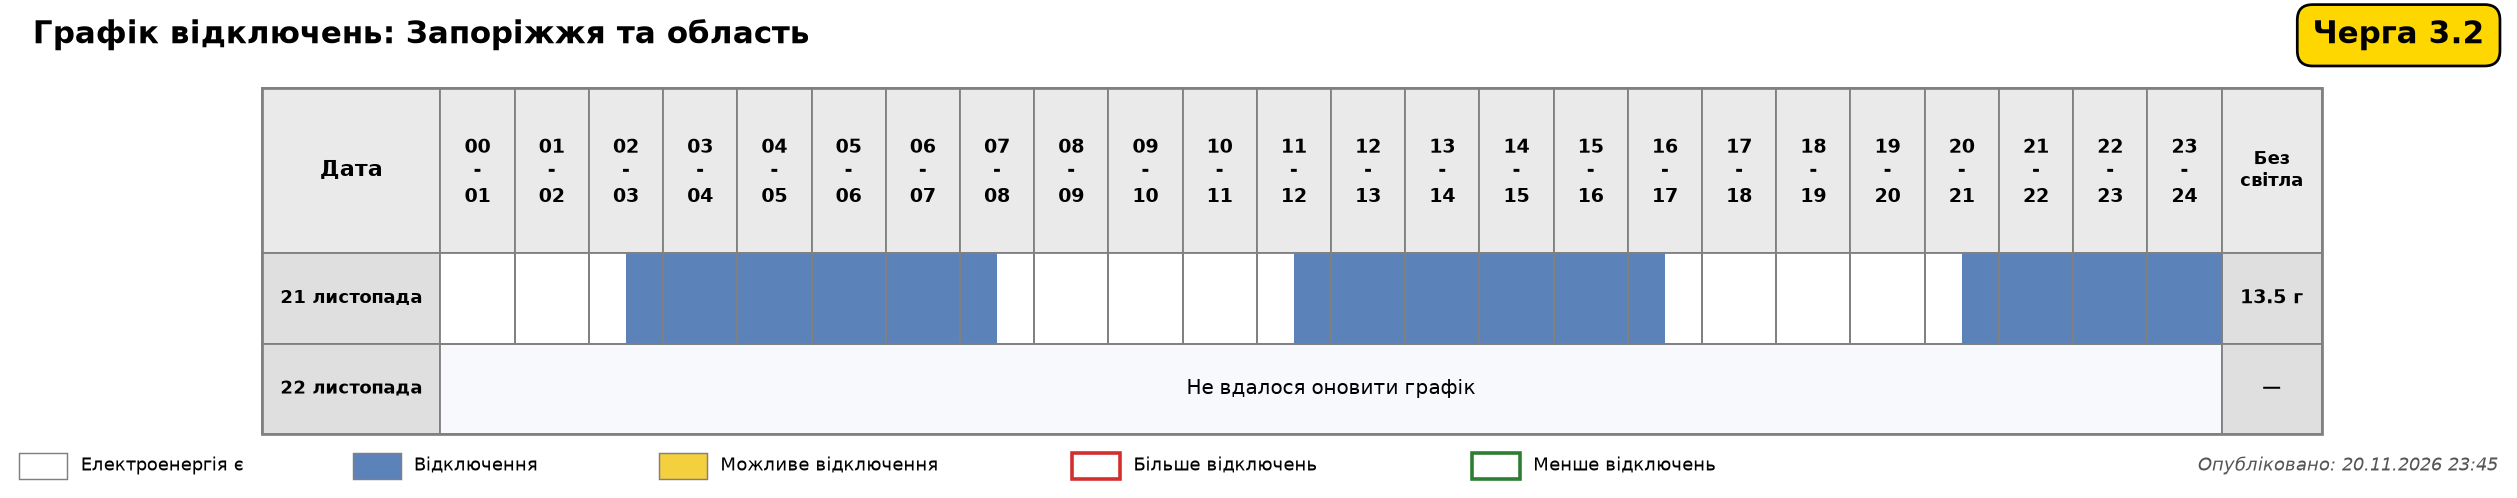 Графік відключень: Запоріжжя та область
Черга 3.2
Дата
00 - 01
01 - 02
02 - 03
03 - 04
04 - 05
05 - 06
06 - 07
07 - 08
08 - 09
09 - 10
10 - 11
11 - 12
12 - 13
13 - 14
14 - 15
15 - 16
16 - 17
17 - 18
18 - 19
19 - 20
20 - 21
21 - 22
22 - 23
23 - 24
Без
світла
21 листопада
13.5 г
22 листопада
Не вдалося оновити графік
—
Електроенергія є
Відключення
Можливе відключення
Більше відключень
Менше відключень
Опубліковано: 20.11.2026 23:45